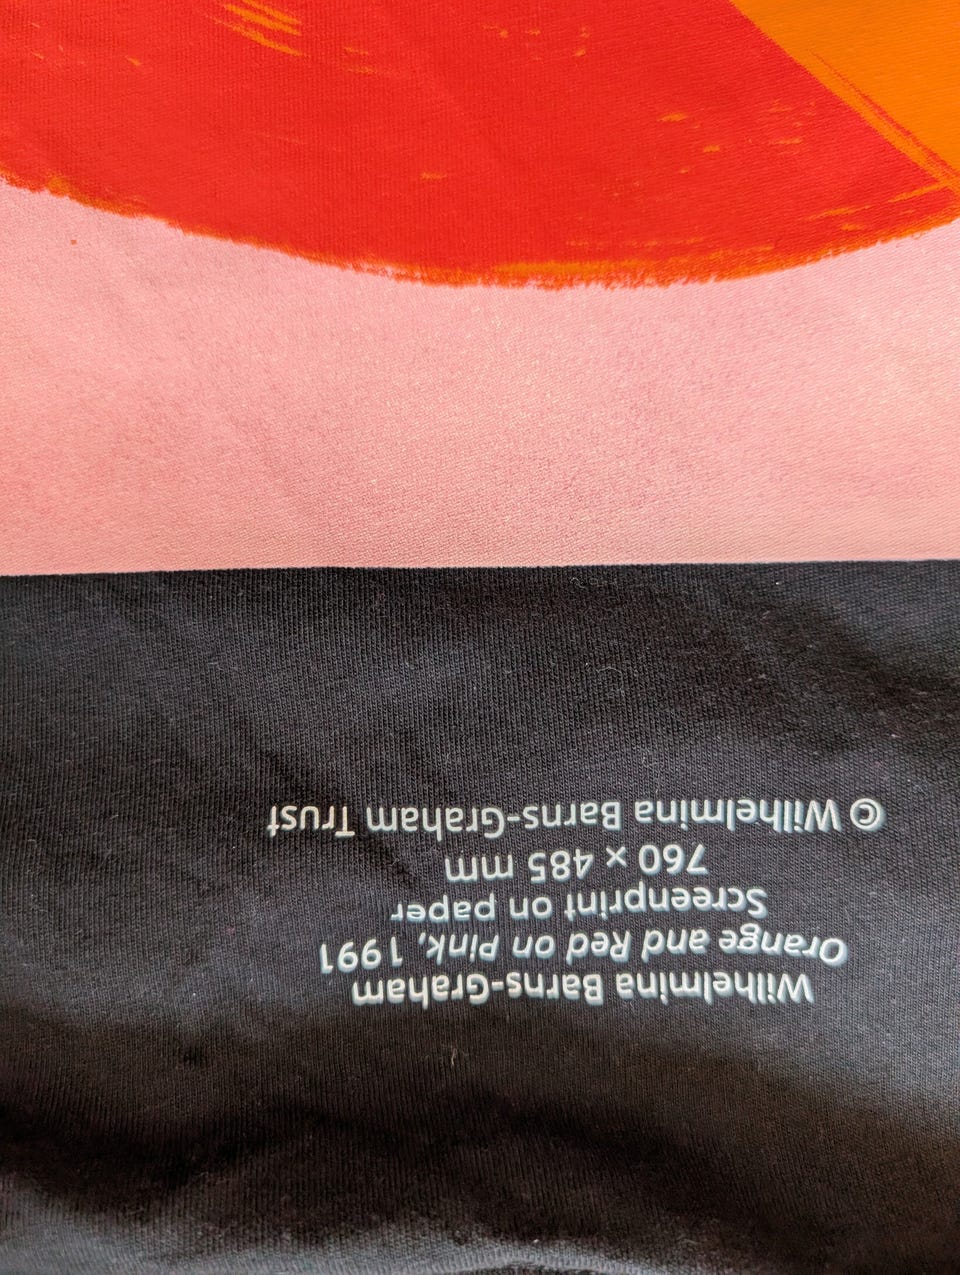 Wilhelmina Barns-Graham
Orange and Red on Pink, 1991
Screenprint on paper
760 × 485 mm
© Wilhelmina Barns-Graham Trust